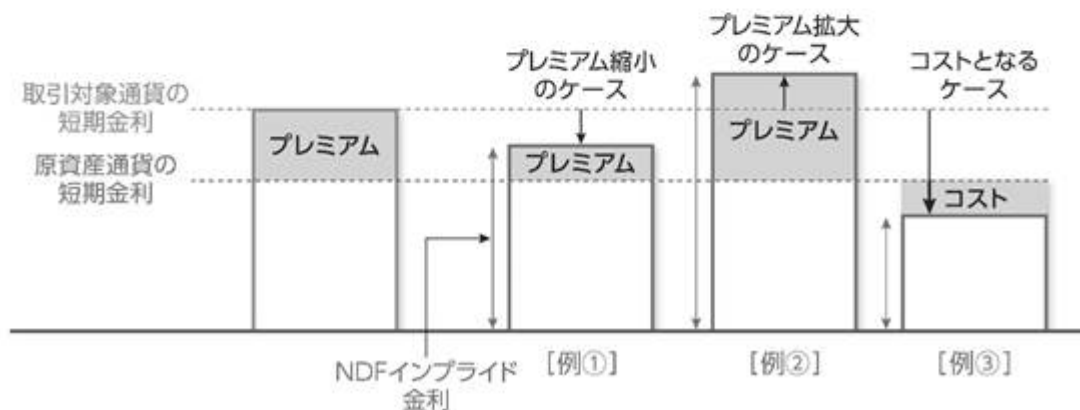 取引対象通貨の
短期金利
原資産通貨の
短期金利
プレミアム
プレミアム縮小
のケース
プレミアム
プレミアム拡大
のケース
プレミアム
コストとなる
ケース
コスト
NDFインプライド
金利
[例①]
[例②]
[例③]